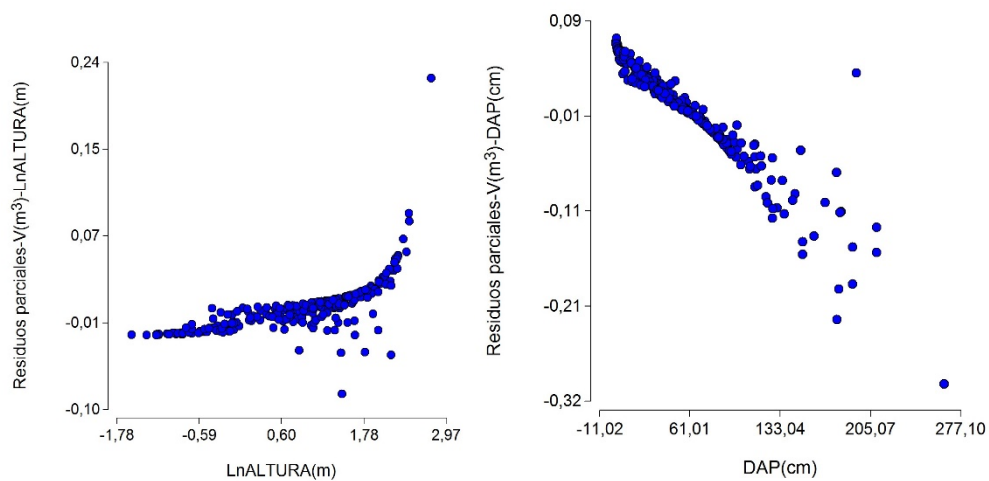 Residuos parciales-V(m³)-LnALTURA(m)
0,24
0,15
0,07
-0,01
-0,10
-1,78 -0,59 0,60 1,78 2,97
LnALTURA(m)
Residuos parciales-V(m³)-DAP(cm)
0,09
-0,01
-0,11
-0,21
-0,32
-11,02 61,01 133,04 205,07 277,10
DAP(cm)